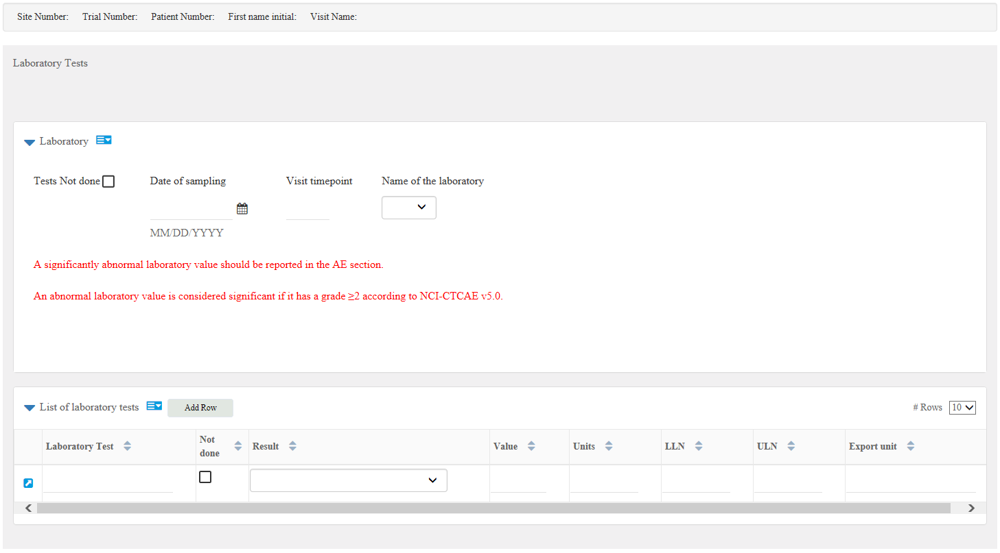 Site Number: Trial Number: Patient Number: First name initial: Visit Name:
Laboratory Tests
Laboratory
Tests Not done Date of sampling Visit timepoint Name of the laboratory
MM/DD/YYYY
A significantly abnormal laboratory value should be reported in the AE section.
An abnormal laboratory value is considered significant if it has a grade ≥2 according to NCI-CTCAE v5.0.
List of laboratory tests Add Row # Rows 10
Laboratory Test Not done Result Value Units LLN ULN Export unit